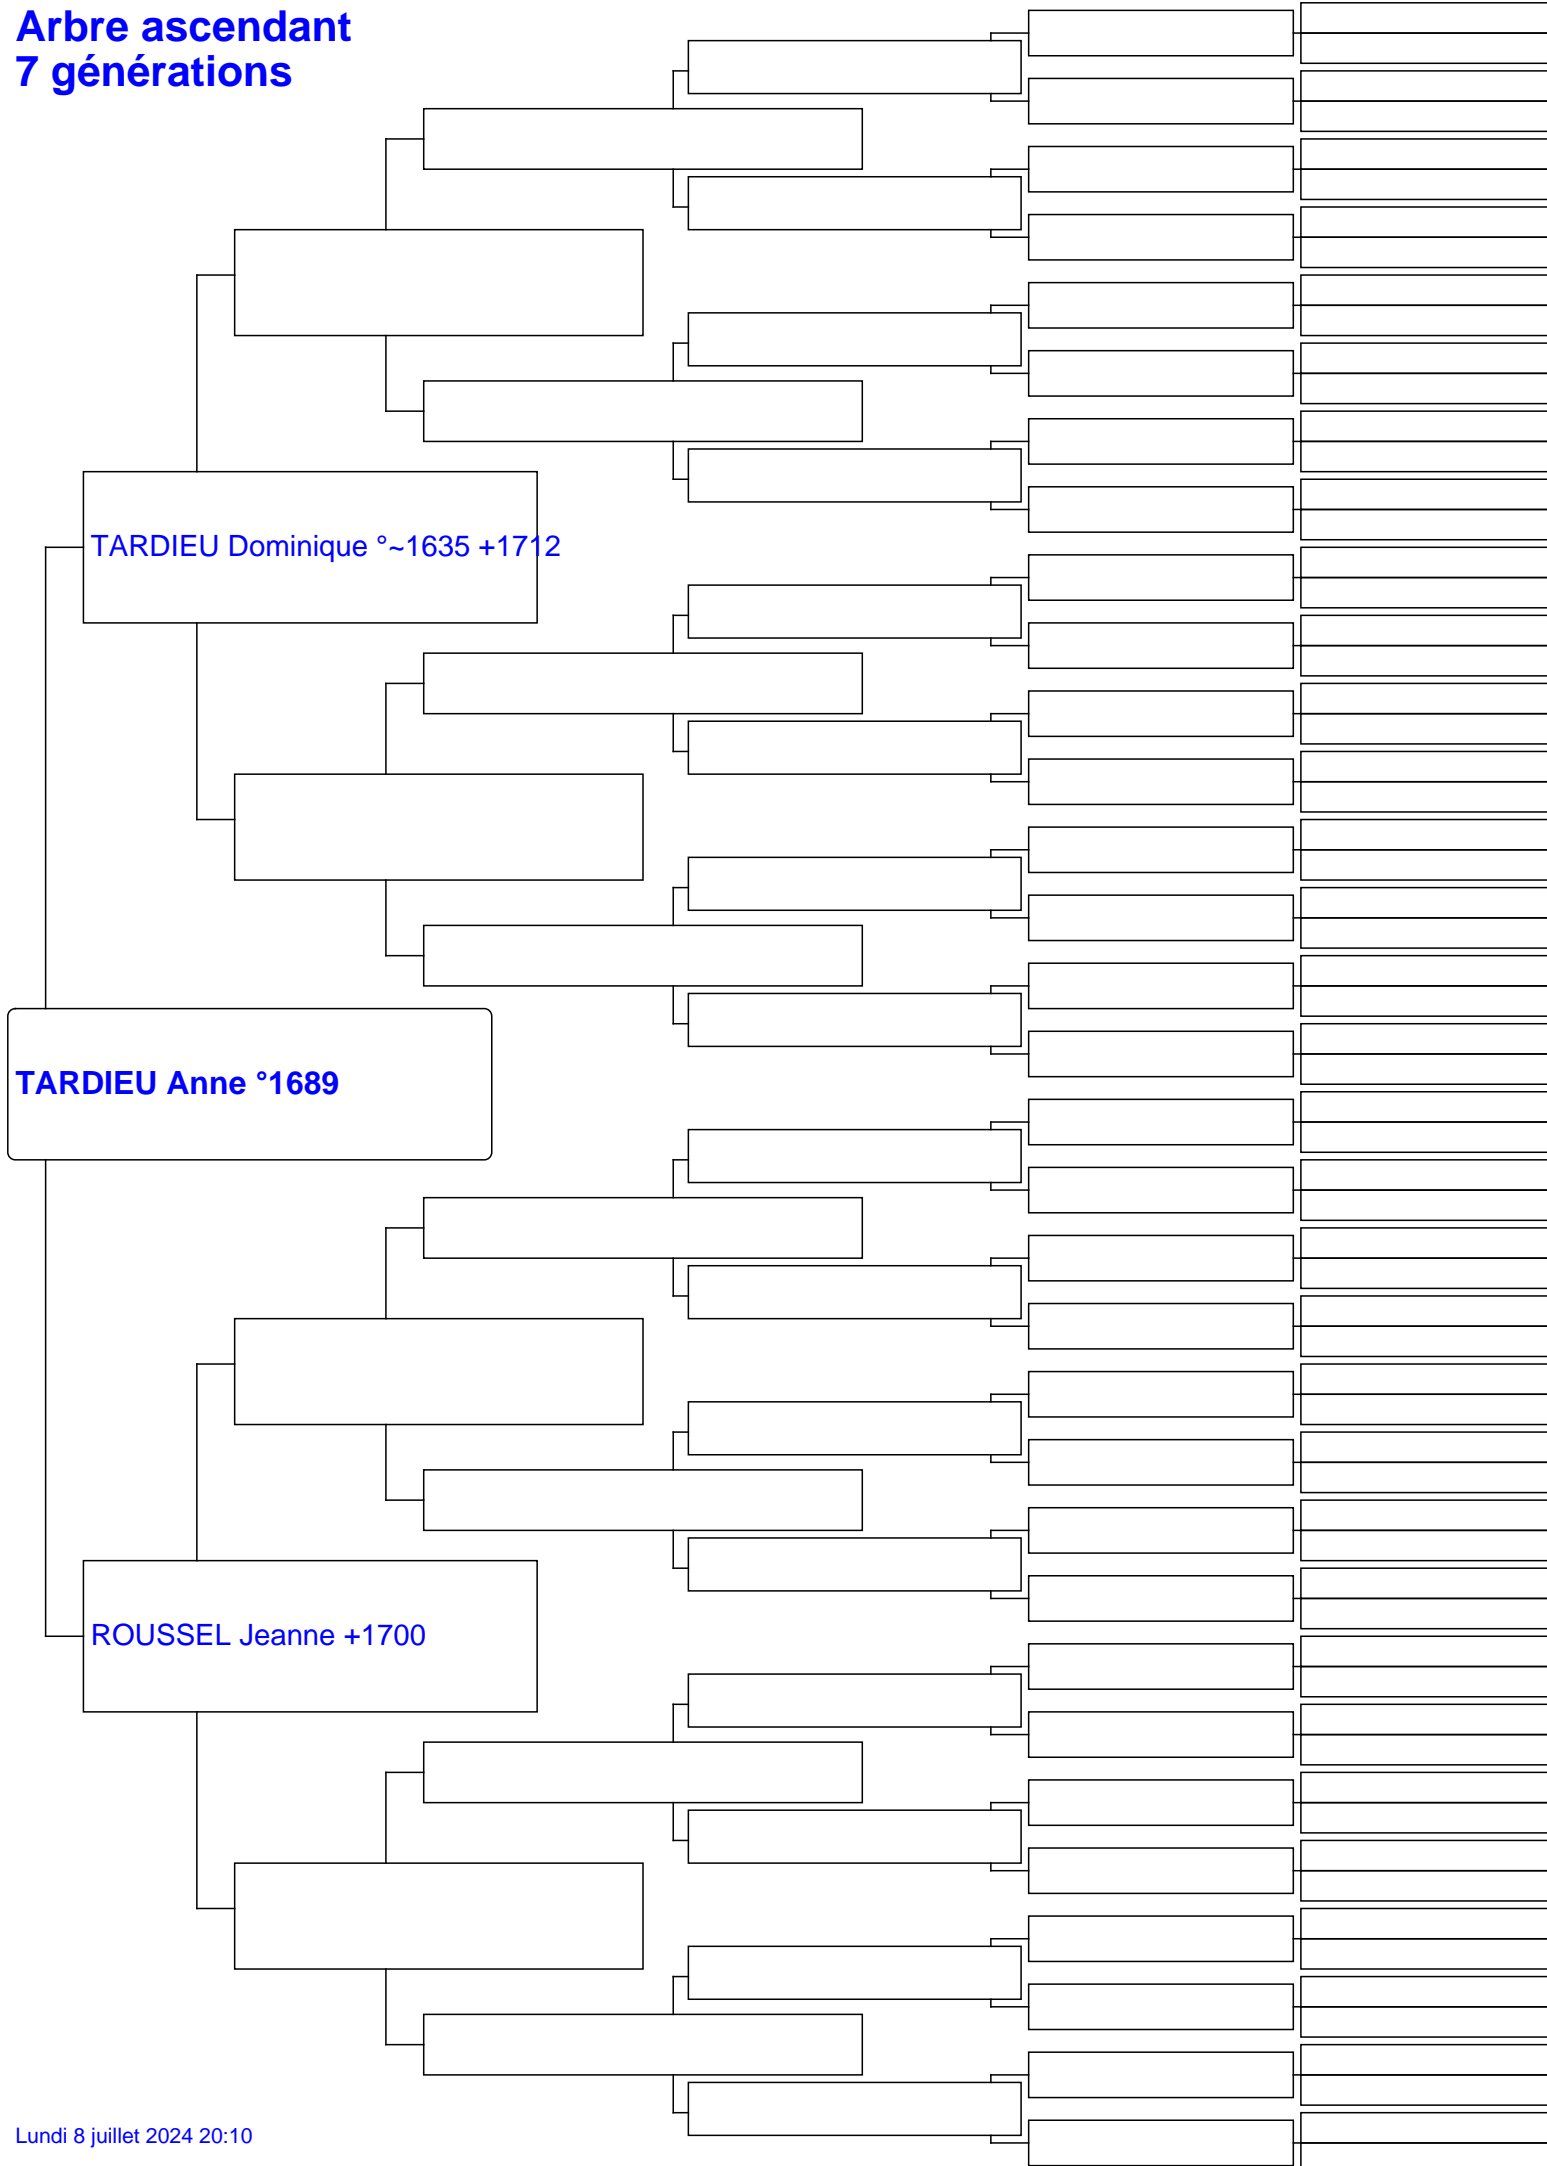 Arbre ascendant
7 générations
TARDIEU Dominique °~1635 +1712
TARDIEU Anne °1689
ROUSSEL Jeanne +1700
Lundi 8 juillet 2024 20:10